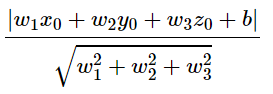 |w₁x₀ + w₂y₀ + w₃z₀ + b|
√(w₁² + w₂² + w₃²)